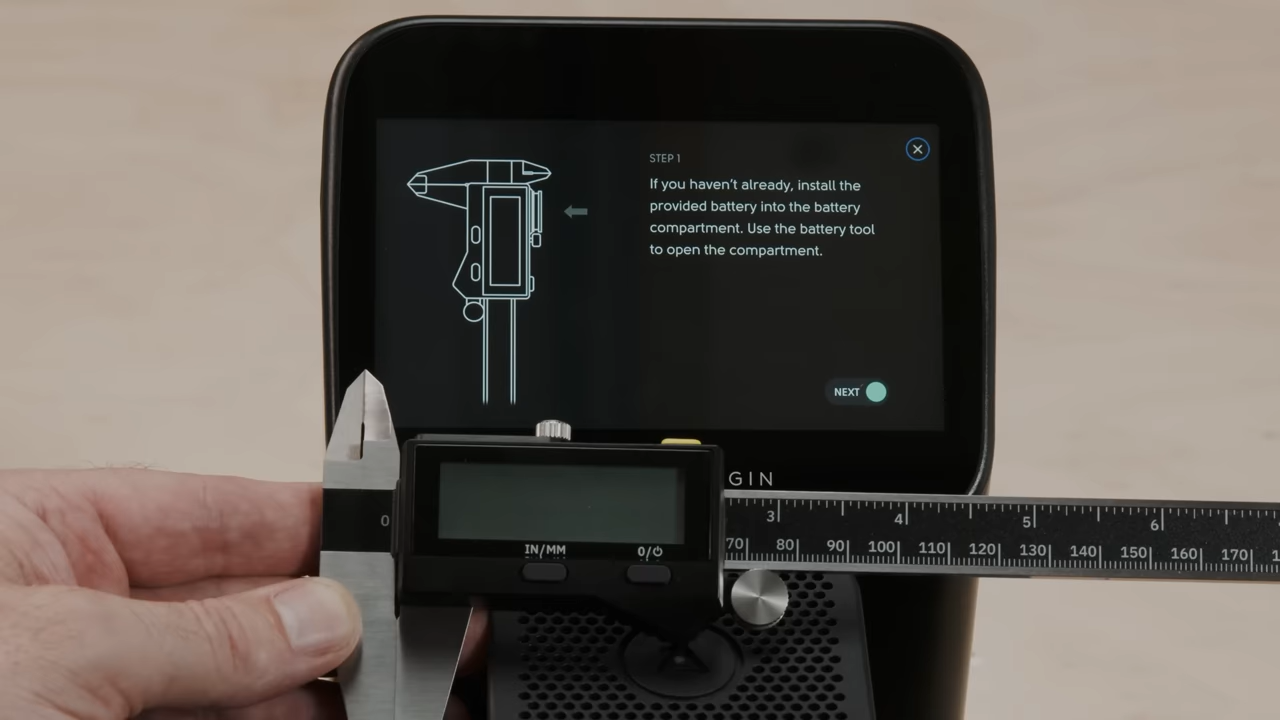 STEP 1
If you haven't already, install the
provided battery into the battery
compartment. Use the battery tool
to open the compartment.
NEXT
GIN
0
3 4 5 6
70 80 90 100 110 120 130 140 150 160 170 1
IN/MM 0/⏻